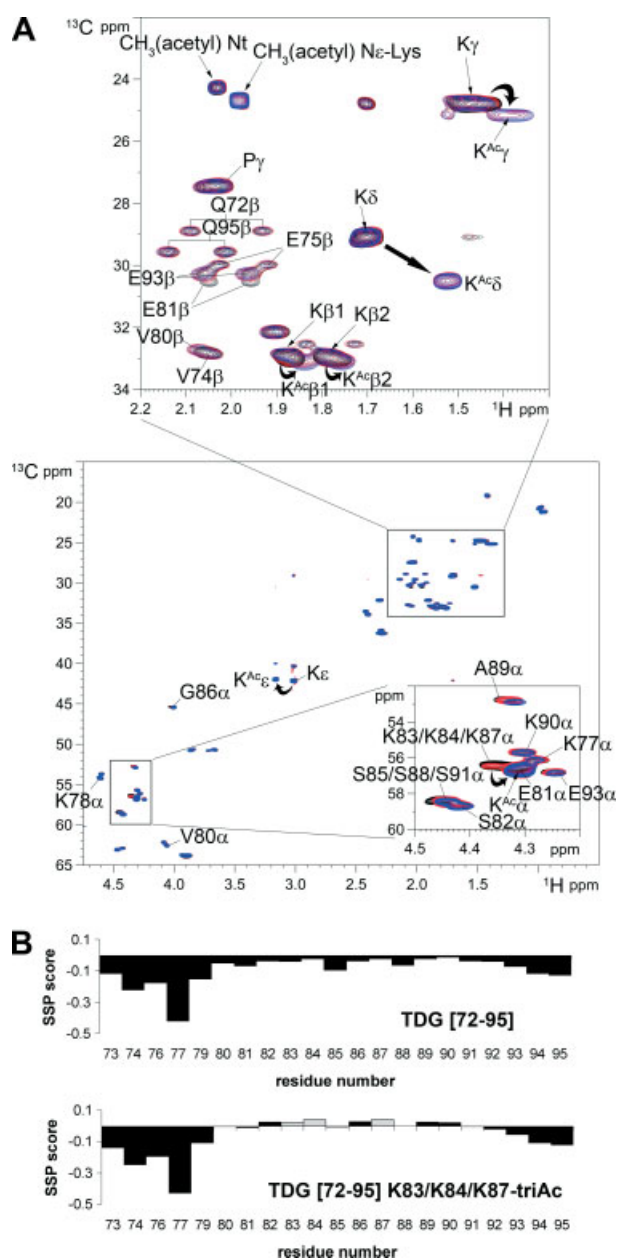 A
¹³C ppm
CH₃(acetyl) Nt
CH₃(acetyl) Nε-Lys
Kγ
24
K^Acγ
26
Pγ
28
Q72β
Kδ
Q95β
E75β
30
E93β
K^Acδ
E81β
32
Kβ1
Kβ2
V80β
V74β
K^Acβ1
K^Acβ2
34
2.2 2.1 2.0 1.9 1.8 1.7 1.6 1.5 ¹H ppm
¹³C ppm
20
25
30
35
40
K^Acε
Kε
45
G86α
50
55
K78α
60
V80α
65
4.5 4.0 3.5 3.0 2.5 2.0 1.5 ¹H ppm
A89α
ppm
54
K90α
K83/K84/K87α
K77α
56
S85/S88/S91α
K^Acα
E81α
E93α
58
S82α
60
4.5 4.4 4.3 ppm
B
SSP score
0.1
-0.1
-0.3
-0.5
TDG [72-95]
73 74 76 77 79 80 81 82 83 84 85 86 87 88 89 90 91 92 93 94 95
residue number
SSP score
0.1
-0.1
-0.3
-0.5
TDG [72-95] K83/K84/K87-triAc
73 74 76 77 79 80 81 82 83 84 85 86 87 88 89 90 91 92 93 94 95
residue number